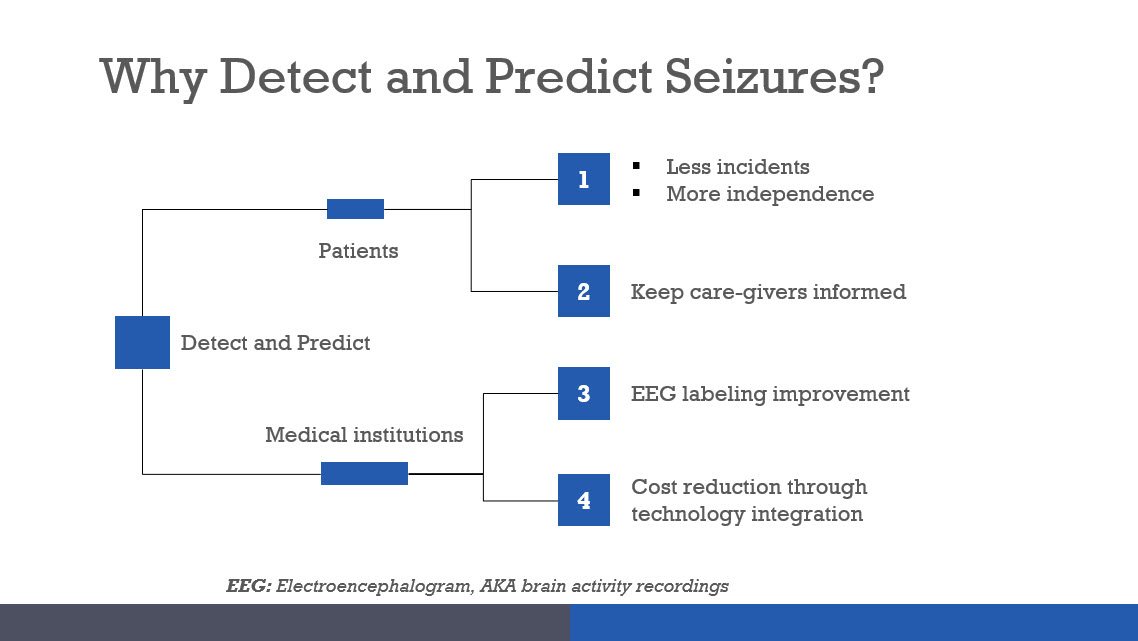 Why Detect and Predict Seizures?
1
▪ Less incidents
▪ More independence
Patients
2
Keep care-givers informed
Detect and Predict
3
EEG labeling improvement
Medical institutions
4
Cost reduction through
technology integration
EEG: Electroencephalogram, AKA brain activity recordings